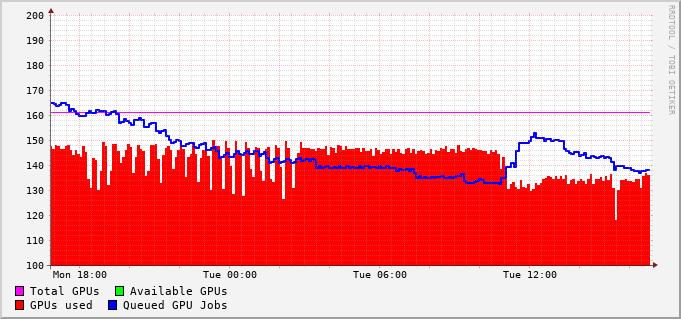 200
190
180
170
160
150
140
130
120
110
100
Mon 18:00 Tue 00:00 Tue 06:00 Tue 12:00
Total GPUs Available GPUs
GPUs used Queued GPU Jobs
RRDTOOL / TOBI OETIKER